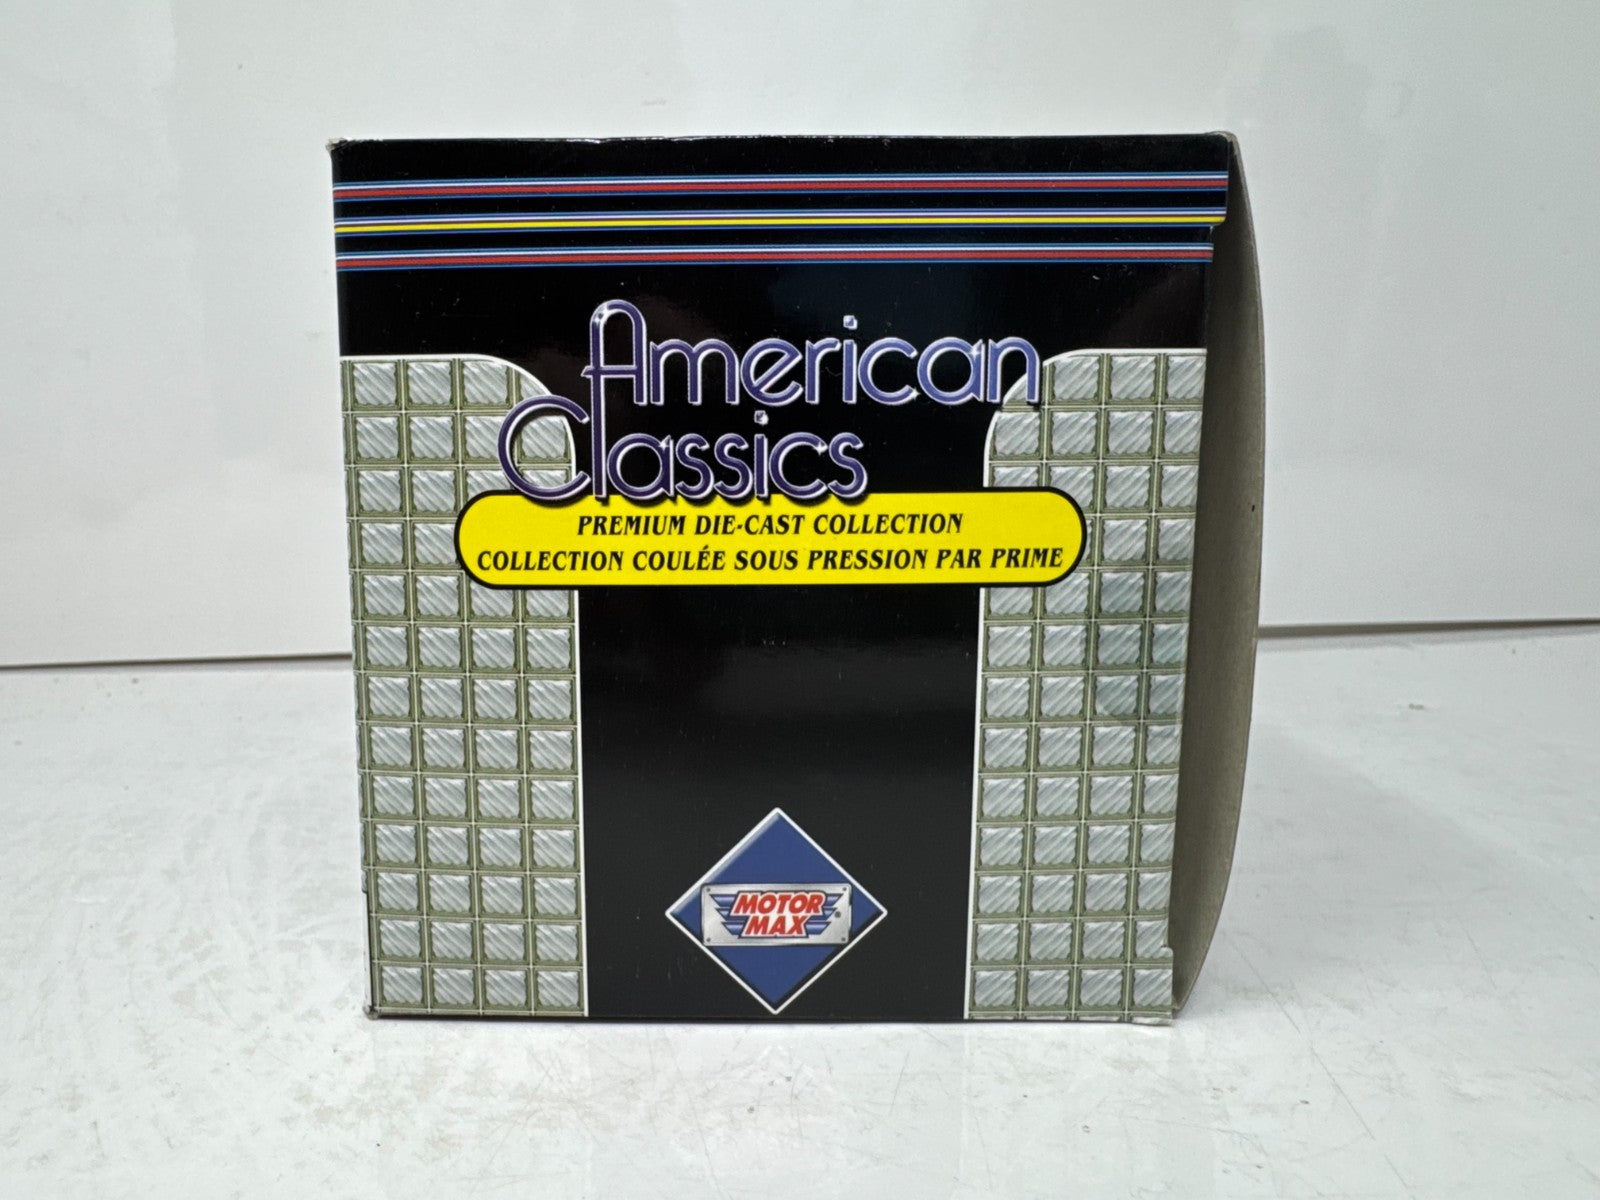 American
Classics
PREMIUM DIE-CAST COLLECTION
COLLECTION COULÉE SOUS PRESSION PAR PRIME
MOTOR
MAX®